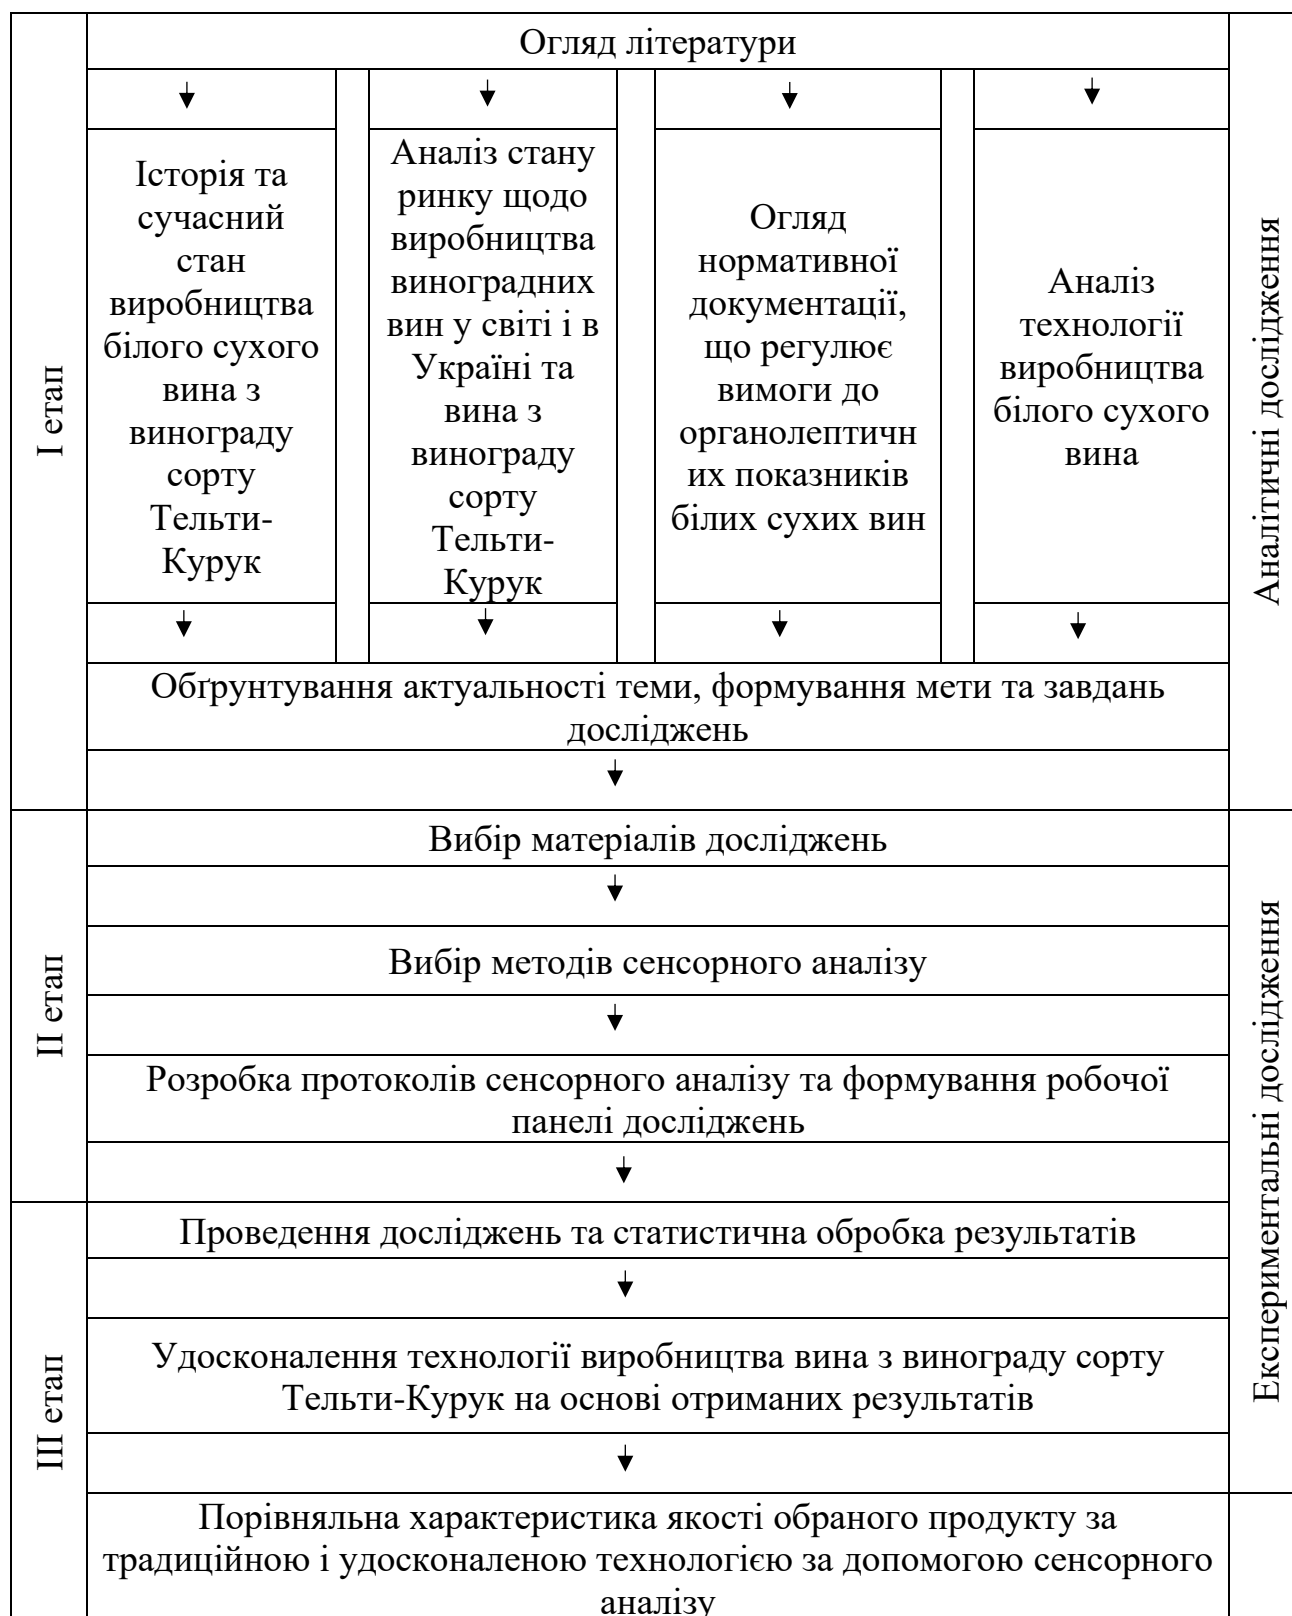 Огляд літератури
І етап
Історія та
сучасний
стан
виробництва
білого сухого
вина з
винограду
сорту
Тельти-
Курук
Аналіз стану
ринку щодо
виробництва
виноградних
вин у світі і в
Україні та
вина з
винограду
сорту
Тельти-
Курук
Огляд
нормативної
документації,
що регулює
вимоги до
органолептичн
их показників
білих сухих вин
Аналіз
технології
виробництва
білого сухого
вина
Аналітичні дослідження
Обґрунтування актуальності теми, формування мети та завдань
досліджень
ІІ етап
Вибір матеріалів досліджень
Вибір методів сенсорного аналізу
Розробка протоколів сенсорного аналізу та формування робочої
панелі досліджень
Експериментальні дослідження
ІІІ етап
Проведення досліджень та статистична обробка результатів
Удосконалення технології виробництва вина з винограду сорту
Тельти-Курук на основі отриманих результатів
Порівняльна характеристика якості обраного продукту за
традиційною і удосконаленою технологією за допомогою сенсорного
аналізу